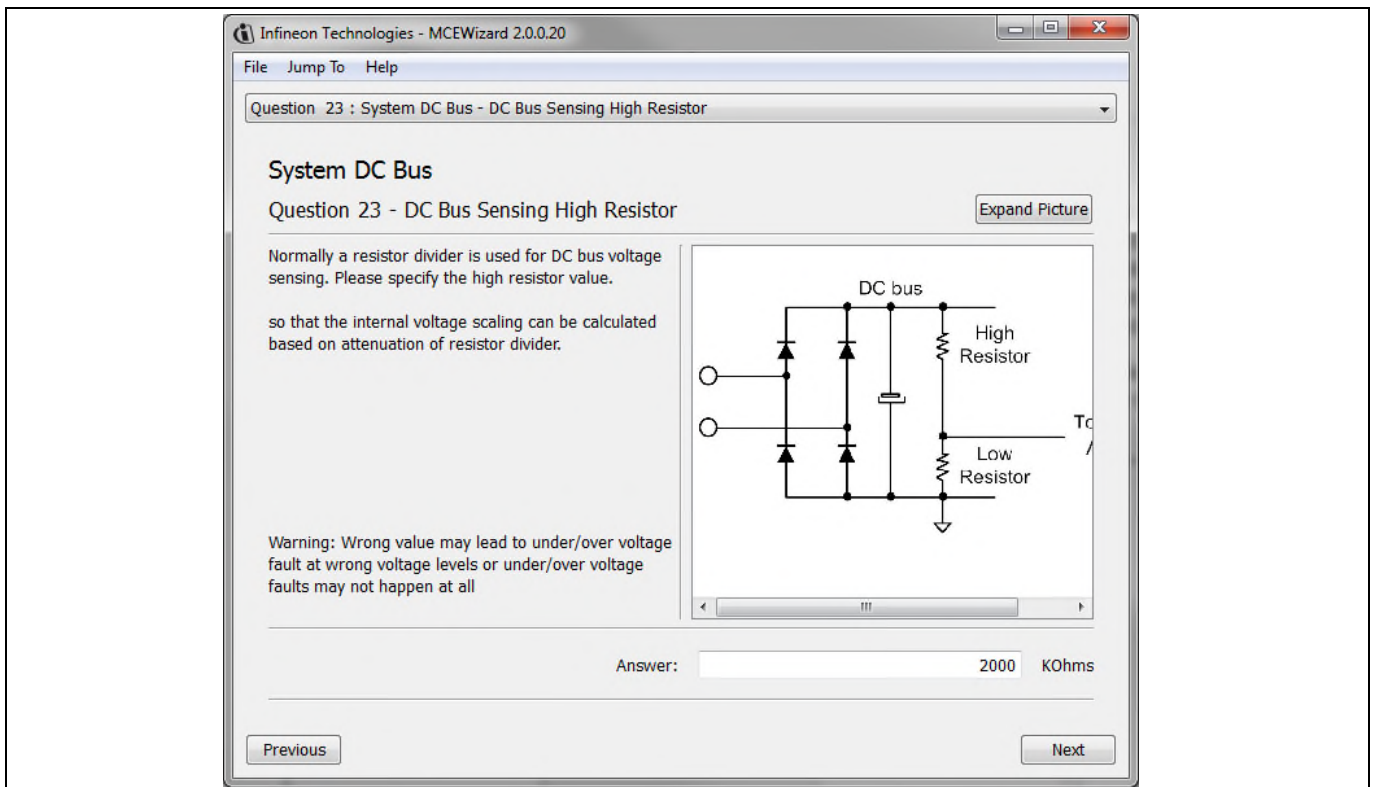 Infineon Technologies - MCEWizard 2.0.0.20
File Jump To Help
Question 23 : System DC Bus - DC Bus Sensing High Resistor
System DC Bus
Question 23 - DC Bus Sensing High Resistor
Expand Picture
Normally a resistor divider is used for DC bus voltage
sensing. Please specify the high resistor value.
so that the internal voltage scaling can be calculated
based on attenuation of resistor divider.
Warning: Wrong value may lead to under/over voltage
fault at wrong voltage levels or under/over voltage
faults may not happen at all
DC bus
High
Resistor
To
Low
Resistor
Answer: 2000 KOhms
Previous
Next